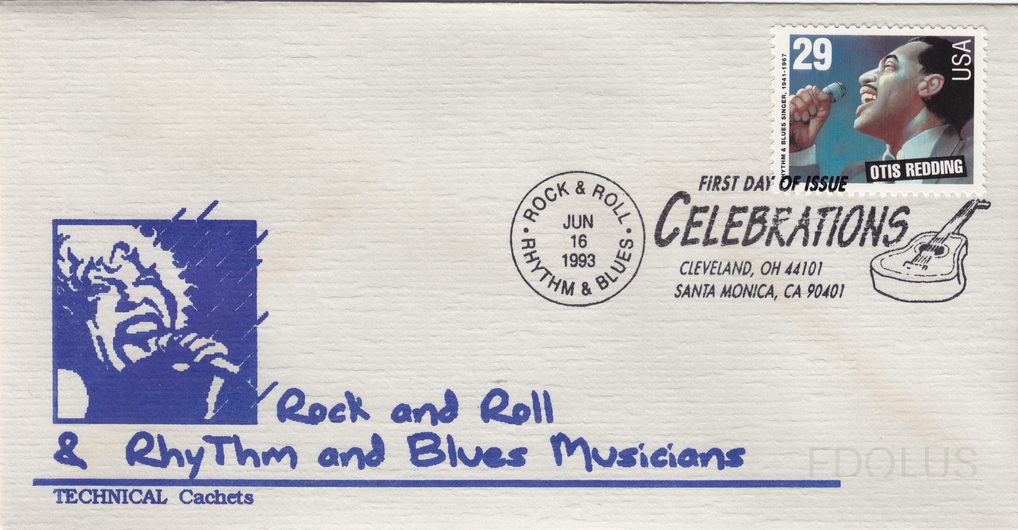 29
USA
RHYTHM & BLUES SINGER, 1941-1967
OTIS REDDING
FIRST DAY OF ISSUE
CELEBRATIONS
CLEVELAND, OH 44101
SANTA MONICA, CA 90401
• ROCK & ROLL •
JUN
16
1993
RHYTHM & BLUES
Rock and Roll
& RhyThm and Blues Musicians
TECHNICAL Cachets
EDOLUS